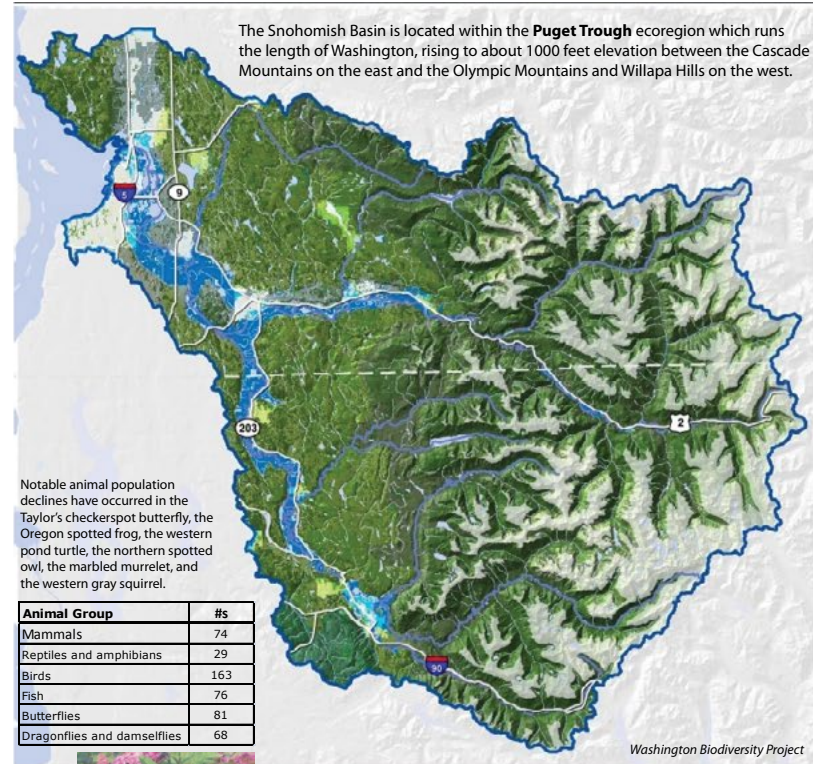 The Snohomish Basin is located within the Puget Trough ecoregion which runs
the length of Washington, rising to about 1000 feet elevation between the Cascade
Mountains on the east and the Olympic Mountains and Willapa Hills on the west.
5
9
203
2
90
Notable animal population
declines have occurred in the
Taylor's checkerspot butterfly, the
Oregon spotted frog, the western
pond turtle, the northern spotted
owl, the marbled murrelet, and
the western gray squirrel.
Animal Group #s
Mammals 74
Reptiles and amphibians 29
Birds 163
Fish 76
Butterflies 81
Dragonflies and damselflies 68
Washington Biodiversity Project